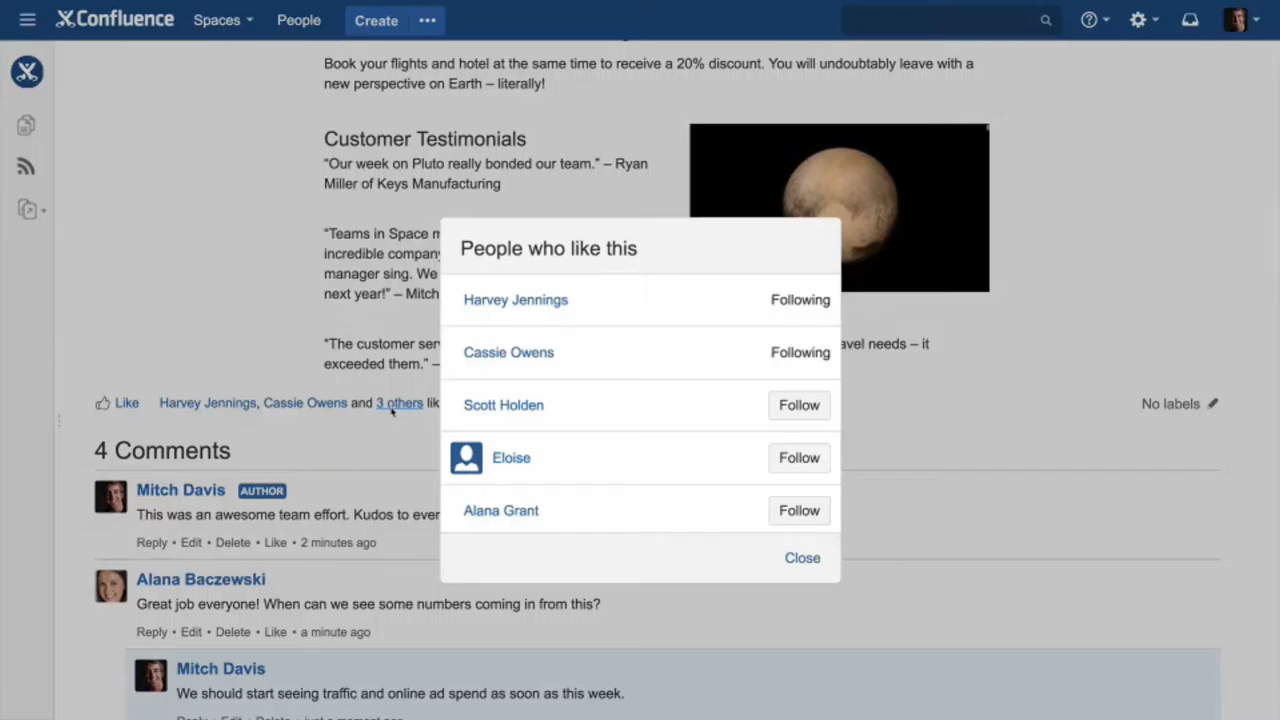 Confluence Spaces People Create •••
Book your flights and hotel at the same time to receive a 20% discount. You will undoubtably leave with a
new perspective on Earth – literally!
Customer Testimonials
“Our week on Pluto really bonded our team.” – Ryan
Miller of Keys Manufacturing
“Teams in Space
incredible company
manager sing. We
next year!” – Mitch
“The customer ser
avel needs – it
exceeded them.” –
People who like this
Harvey Jennings Following
Cassie Owens Following
Scott Holden Follow
Eloise Follow
Alana Grant Follow
Close
Like Harvey Jennings, Cassie Owens and 3 others lik
No labels
4 Comments
Mitch Davis AUTHOR
This was an awesome team effort. Kudos to ever
Reply • Edit • Delete • Like • 2 minutes ago
Alana Baczewski
Great job everyone! When can we see some numbers coming in from this?
Reply • Edit • Delete • Like • a minute ago
Mitch Davis
We should start seeing traffic and online ad spend as soon as this week.